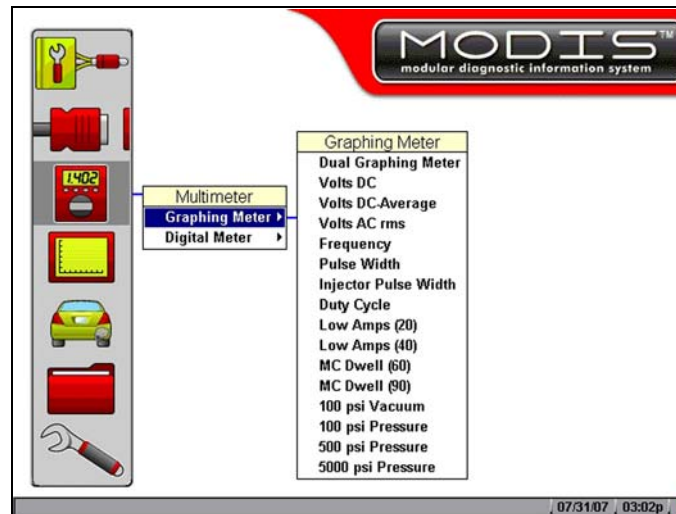 MODIS™
modular diagnostic information system
1.402
Multimeter
Graphing Meter
Digital Meter
Graphing Meter
Dual Graphing Meter
Volts DC
Volts DC-Average
Volts AC rms
Frequency
Pulse Width
Injector Pulse Width
Duty Cycle
Low Amps (20)
Low Amps (40)
MC Dwell (60)
MC Dwell (90)
100 psi Vacuum
100 psi Pressure
500 psi Pressure
5000 psi Pressure
07/31/07 03:02p